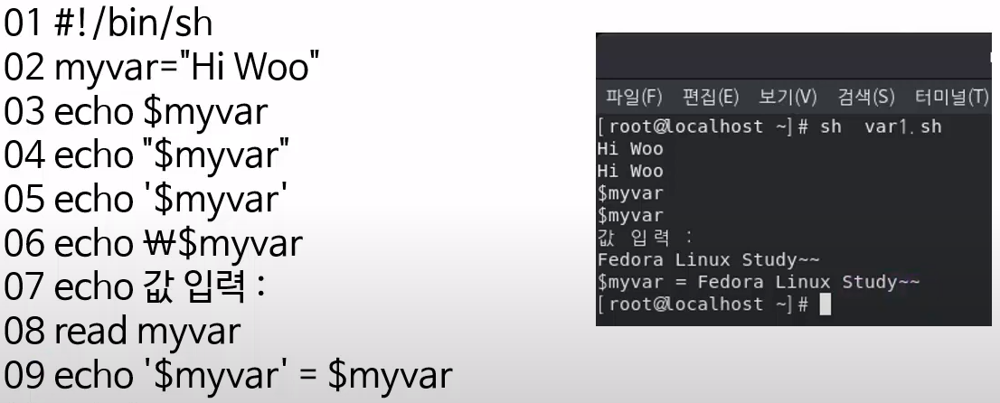 01 #!/bin/sh
02 myvar="Hi Woo"
03 echo $myvar
04 echo "$myvar"
05 echo '$myvar'
06 echo ₩$myvar
07 echo 값 입력 :
08 read myvar
09 echo '$myvar' = $myvar
파일(F) 편집(E) 보기(V) 검색(S) 터미널(T)
[root@localhost ~]# sh var1.sh
Hi Woo
Hi Woo
$myvar
$myvar
값 입력 :
Fedora Linux Study~~
$myvar = Fedora Linux Study~~
[root@localhost ~]#